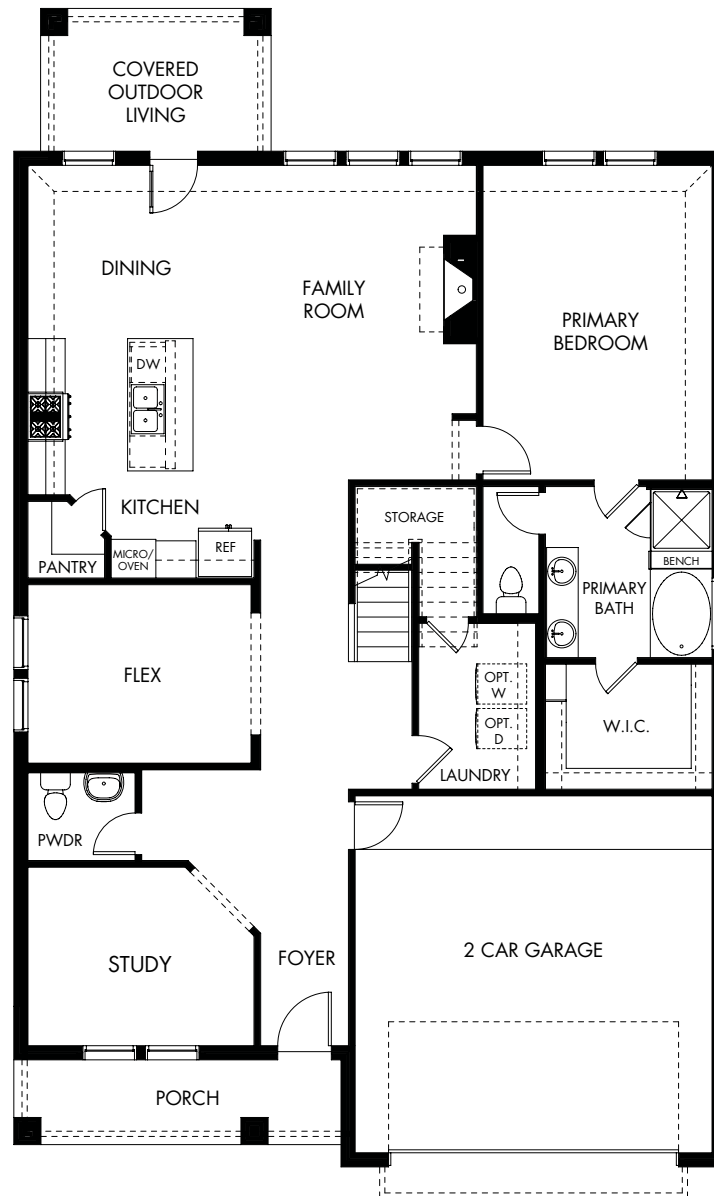 COVERED
OUTDOOR
LIVING
DINING
FAMILY
ROOM
PRIMARY
BEDROOM
DW
KITCHEN
STORAGE
PANTRY
MICRO/
OVEN
REF
BENCH
PRIMARY
BATH
FLEX
OPT.
W
OPT.
D
W.I.C.
LAUNDRY
PWDR
STUDY
FOYER
2 CAR GARAGE
PORCH